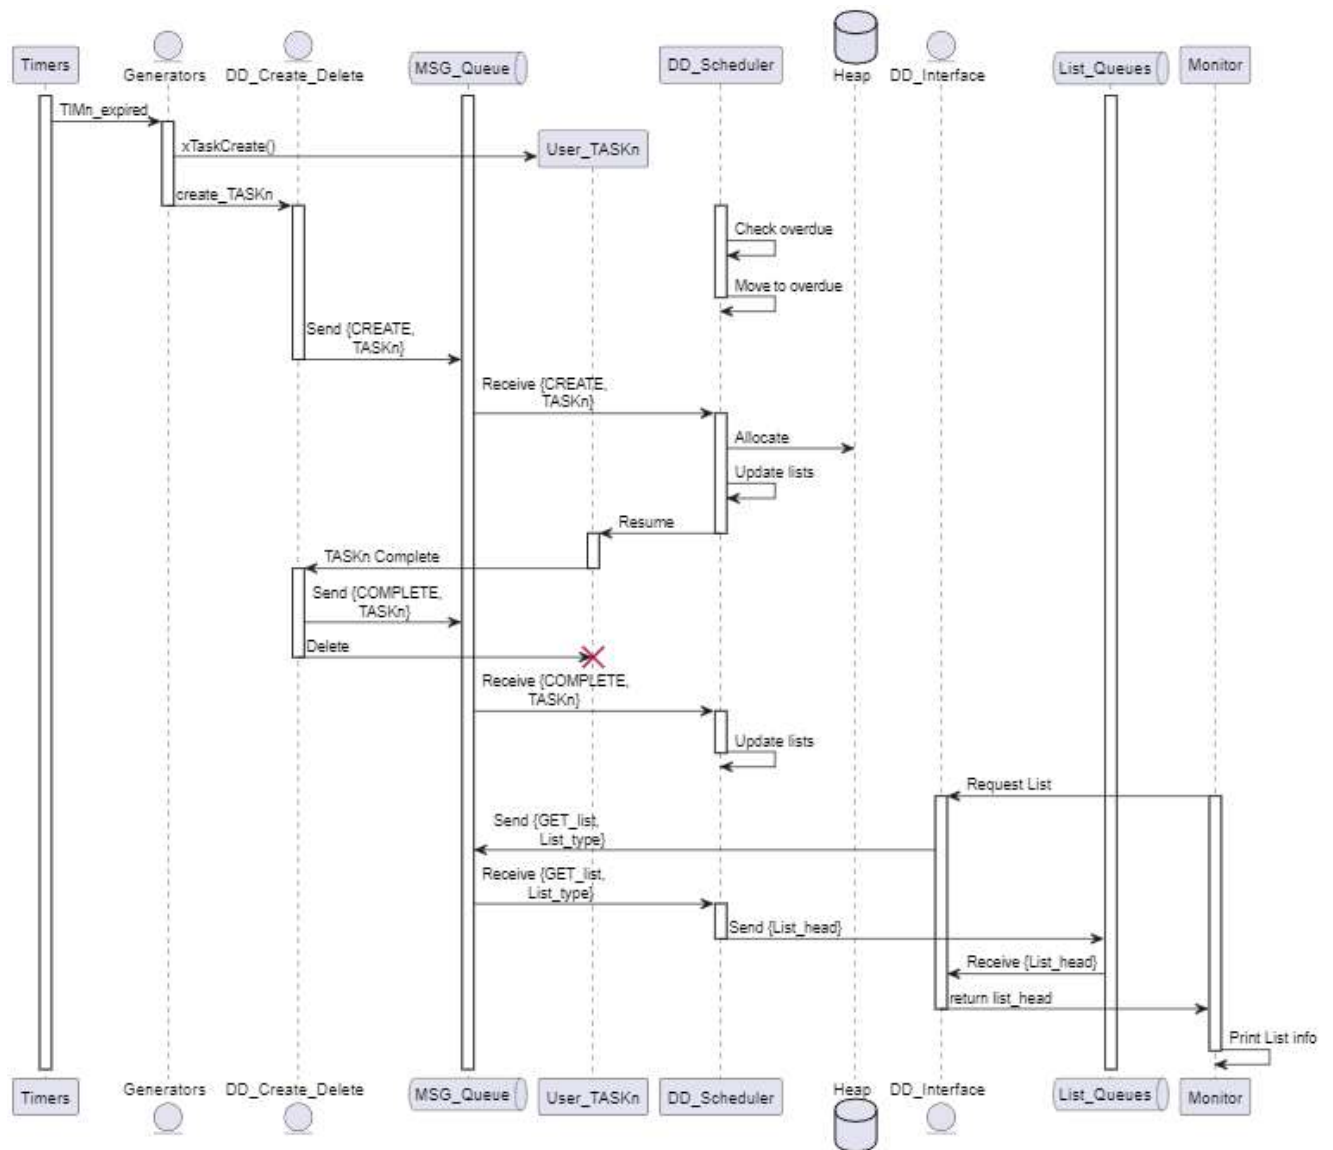 Timers
Generators
DD_Create_Delete
MSG_Queue
DD_Scheduler
Heap
DD_Interface
List_Queues
Monitor
TIMn_expired
xTaskCreate()
User_TASKn
create_TASKn
Check overdue
Move to overdue
Send {CREATE,
TASKn}
Receive {CREATE,
TASKn}
Allocate
Update lists
Resume
TASKn Complete
Send {COMPLETE,
TASKn}
Delete
Receive {COMPLETE,
TASKn}
Update lists
Request List
Send {GET_list,
List_type}
Receive {GET_list,
List_type}
Send {List_head}
Receive {List_head}
return list_head
Print List info
Timers
Generators
DD_Create_Delete
MSG_Queue
User_TASKn
DD_Scheduler
Heap
DD_Interface
List_Queues
Monitor